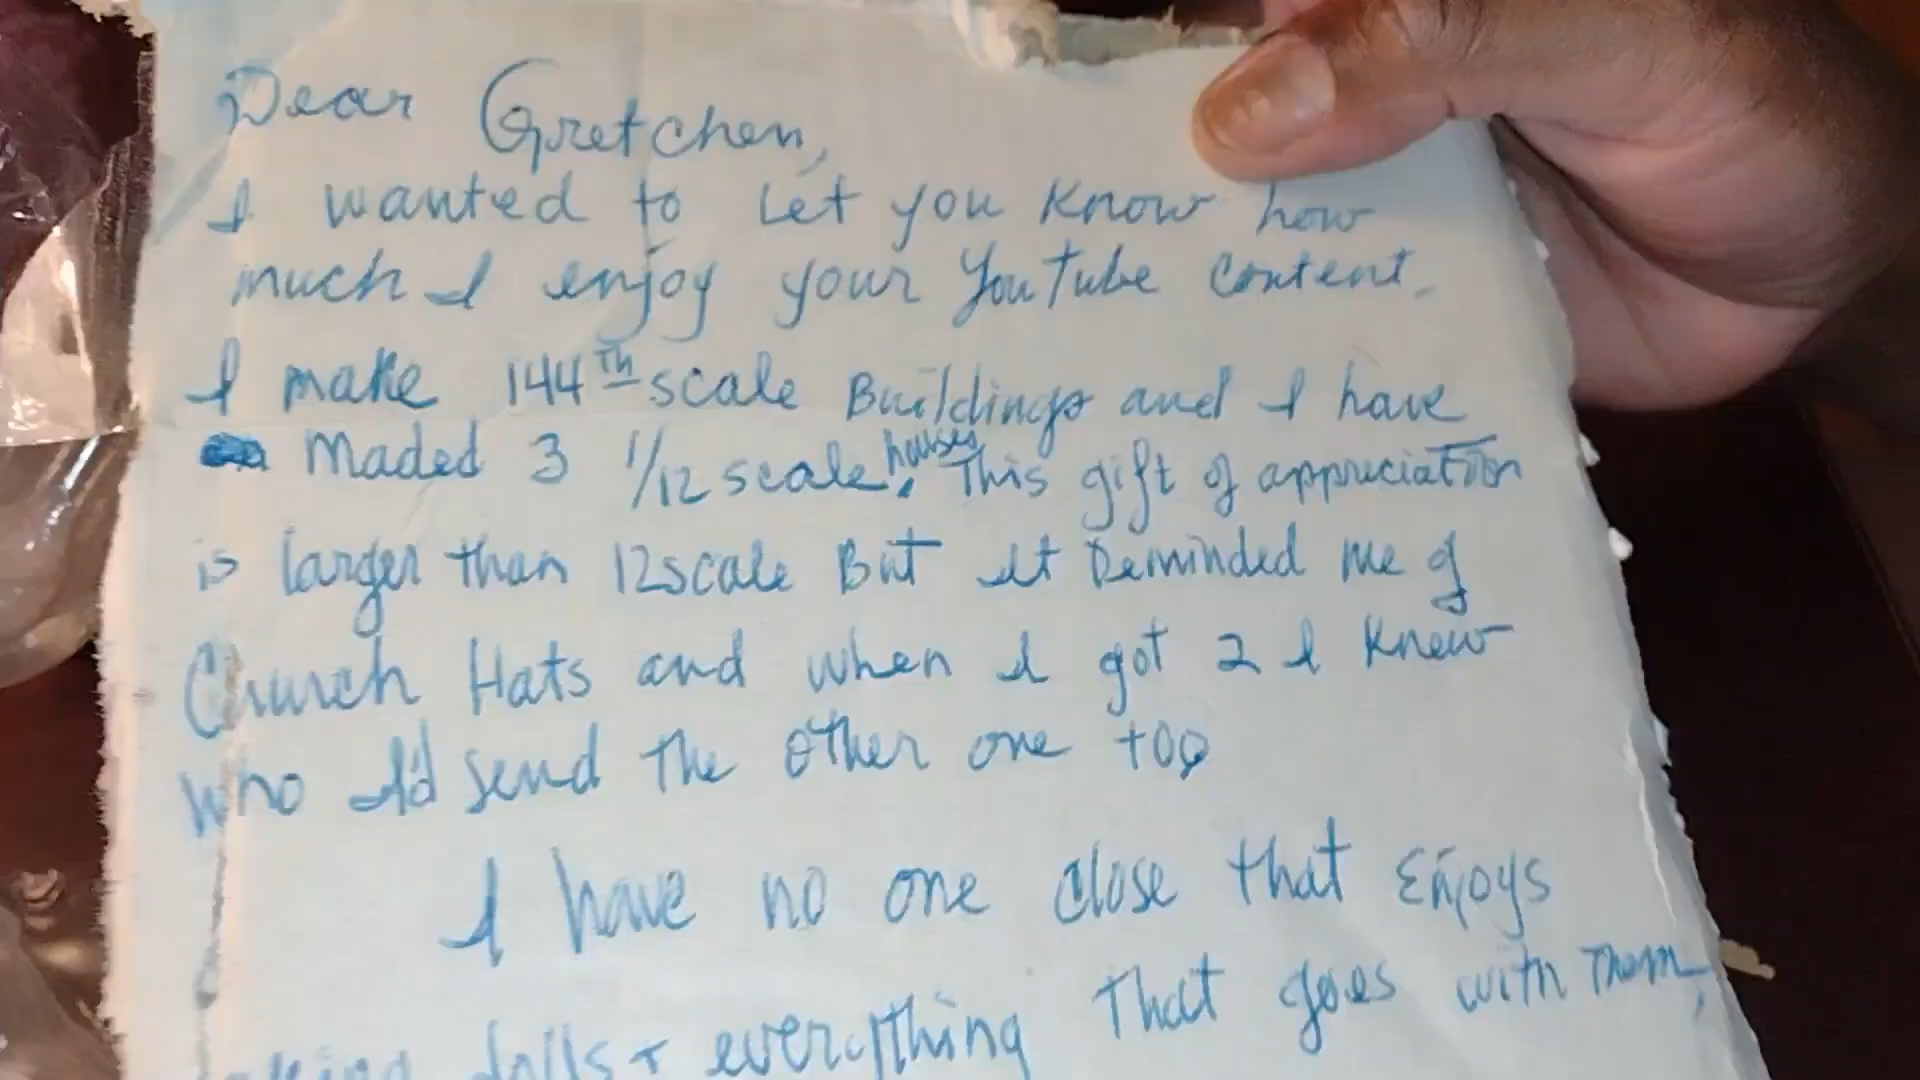 Dear Gretchen,
I wanted to Let you Know how
much I enjoy your YouTube Content.
I make 144th scale Buildings and I have
Maded 3 1/12 scale houses. This gift of appreciation
is larger than 12scale But It Reminded Me of
Church Hats and when I got 2 I Knew
who I'd send The other one too
I have no one close that Enjoys
dolls + everything That goes with Them,